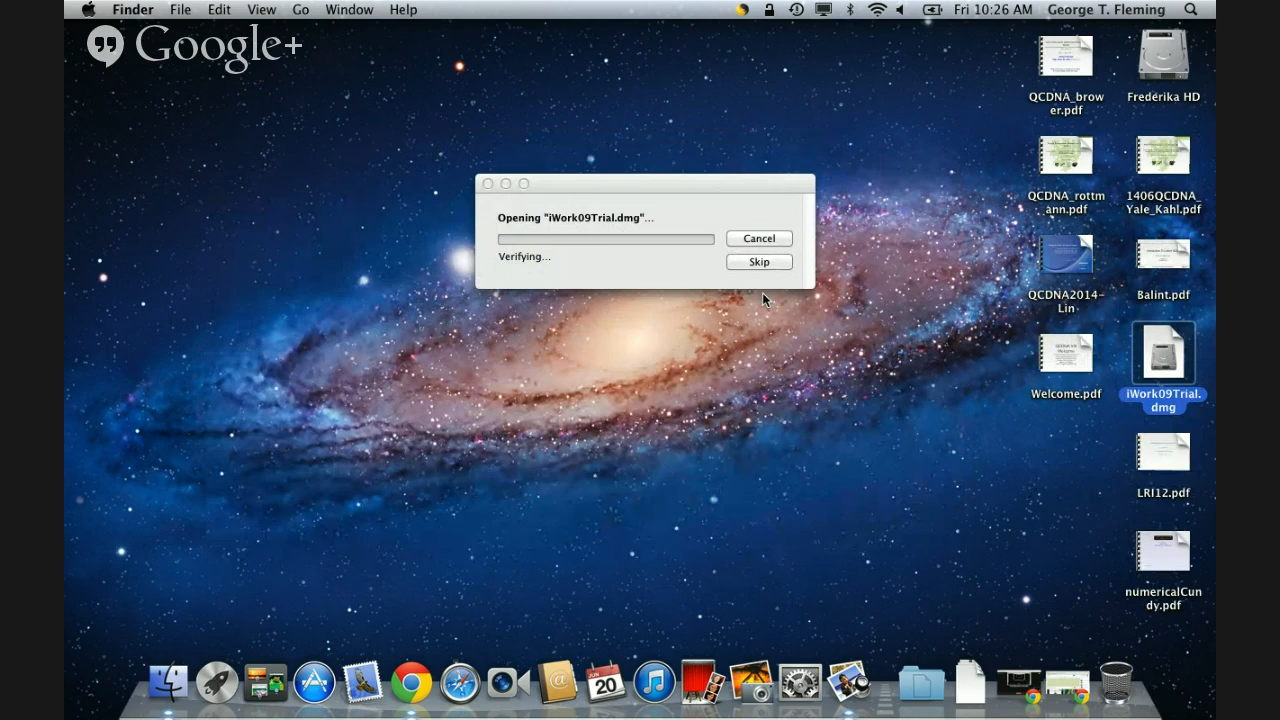 Finder File Edit View Go Window Help Fri 10:26 AM George T. Fleming
Google+
Opening "iWork09Trial.dmg"...
Cancel
Verifying...
Skip
QCDNA_brow
er.pdf
Frederika HD
QCDNA_rottm
ann.pdf
1406QCDNA_
Yale_Kahl.pdf
QCDNA2014-
Lin
Balint.pdf
Welcome.pdf
iWork09Trial.
dmg
LRI12.pdf
numericalCun
dy.pdf
JUN
20